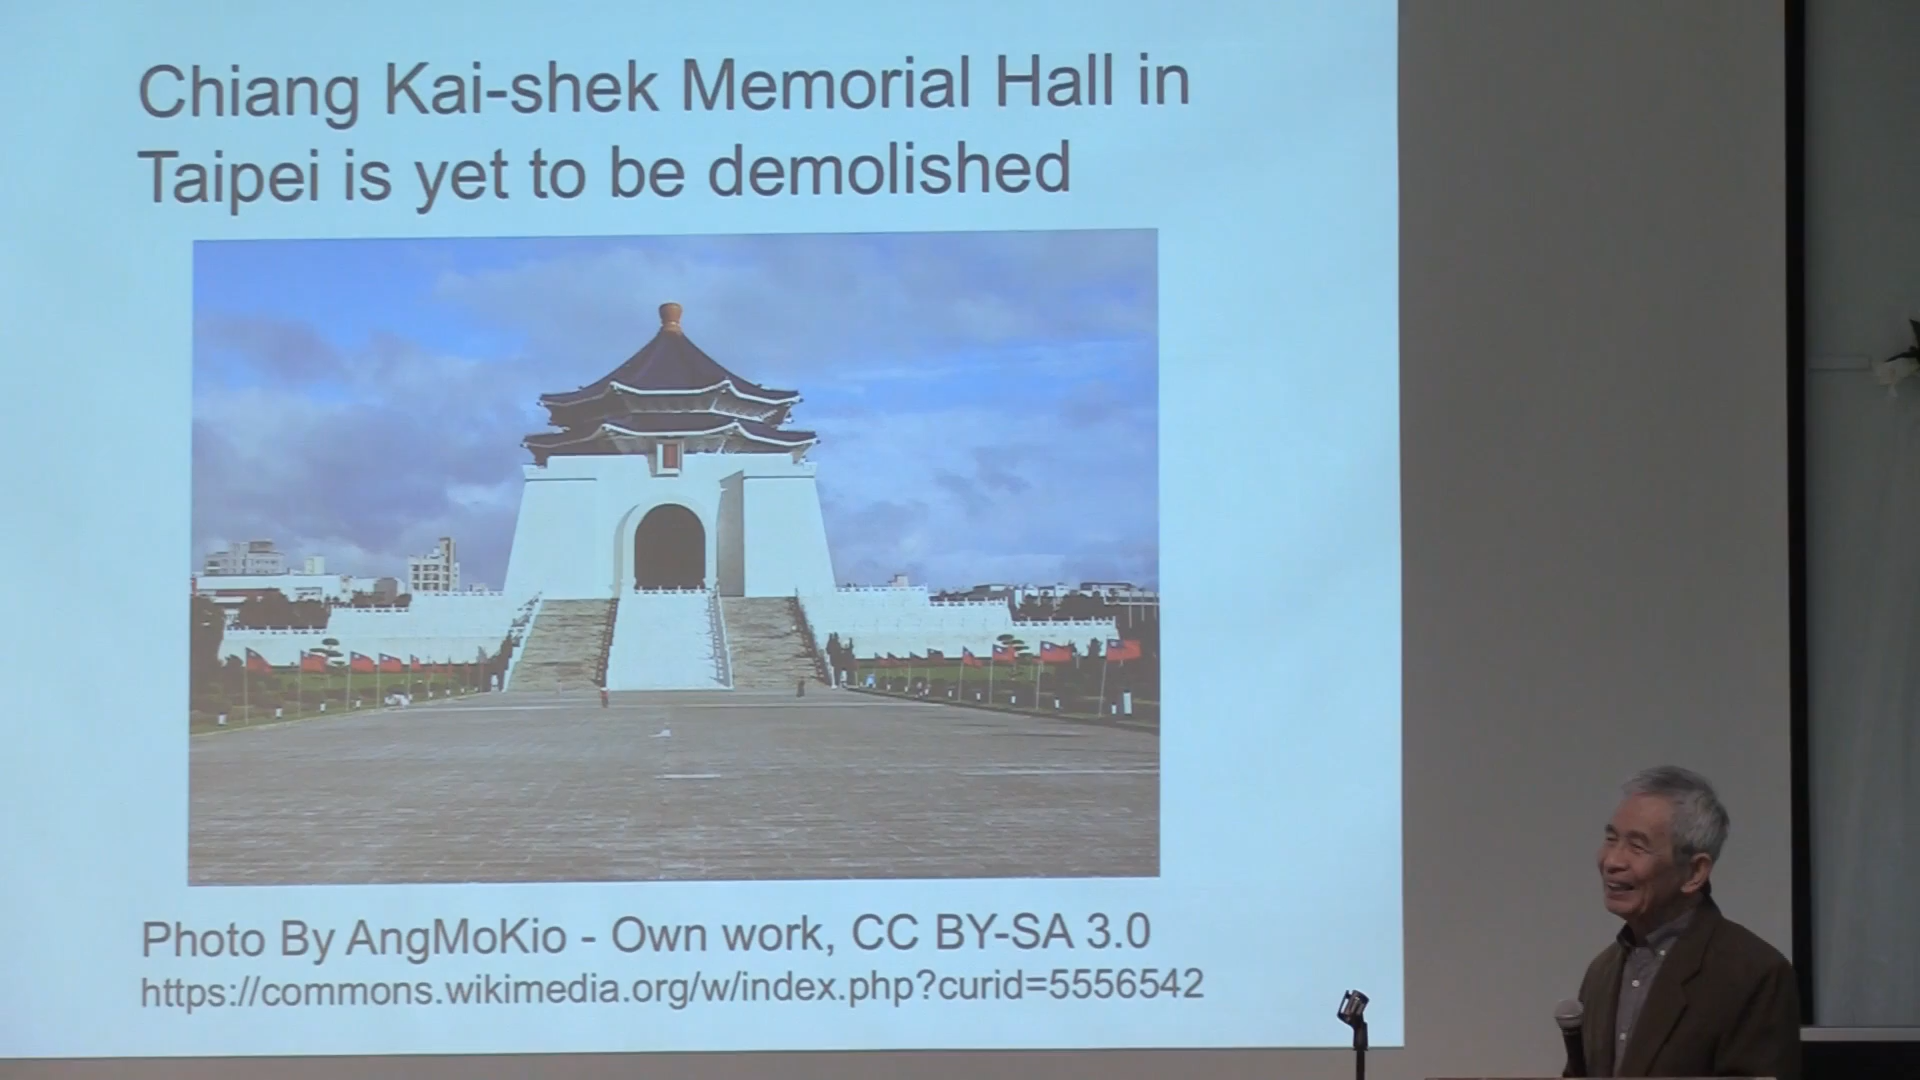 Chiang Kai-shek Memorial Hall in
Taipei is yet to be demolished
Photo By AngMoKio - Own work, CC BY-SA 3.0
https://commons.wikimedia.org/w/index.php?curid=5556542